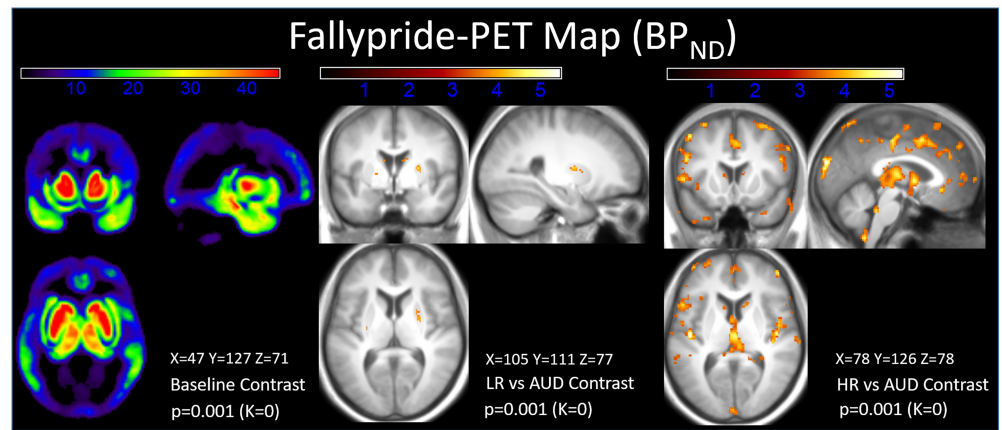 Fallypride-PET Map (BPND)
10 20 30 40
1 2 3 4 5
1 2 3 4 5
X=47 Y=127 Z=71
Baseline Contrast
p=0.001 (K=0)
X=105 Y=111 Z=77
LR vs AUD Contrast
p=0.001 (K=0)
X=78 Y=126 Z=78
HR vs AUD Contrast
p=0.001 (K=0)